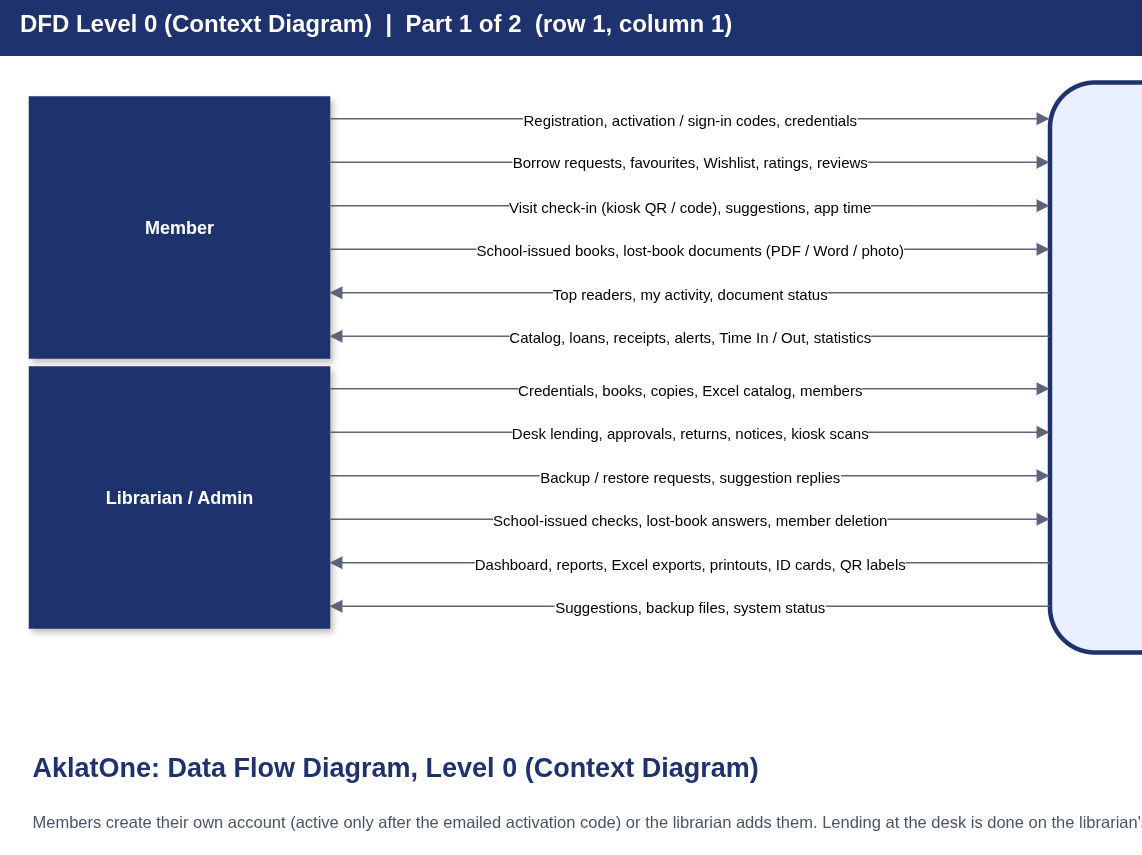 DFD Level 0 (Context Diagram)  |  Part 1 of 2  (row 1, column 1)
Member
Registration, activation / sign-in codes, credentials
Borrow requests, favourites, Wishlist, ratings, reviews
Visit check-in (kiosk QR / code), suggestions, app time
School-issued books, lost-book documents (PDF / Word / photo)
Top readers, my activity, document status
Catalog, loans, receipts, alerts, Time In / Out, statistics
Librarian / Admin
Credentials, books, copies, Excel catalog, members
Desk lending, approvals, returns, notices, kiosk scans
Backup / restore requests, suggestion replies
School-issued checks, lost-book answers, member deletion
Dashboard, reports, Excel exports, printouts, ID cards, QR labels
Suggestions, backup files, system status
AklatOne: Data Flow Diagram, Level 0 (Context Diagram)
Members create their own account (active only after the emailed activation code) or the librarian adds them. Lending at the desk is done on the librarian's